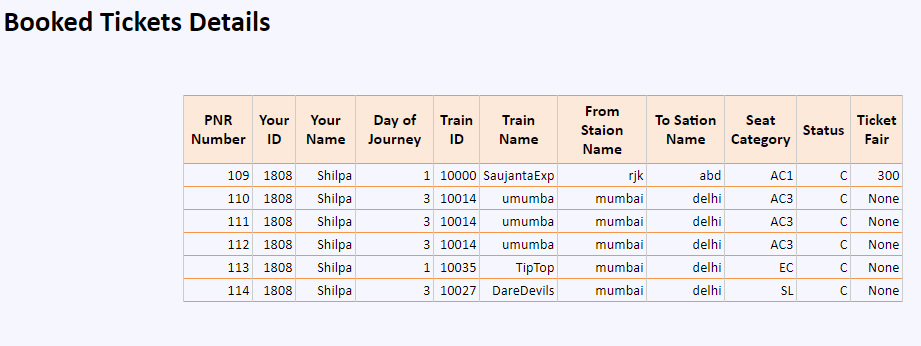 Booked Tickets Details
PNR Number Your ID Your Name Day of Journey Train ID Train Name From Staion Name To Sation Name Seat Category Status Ticket Fair
109 1808 Shilpa 1 10000 SaujantaExp rjk abd AC1 C 300
110 1808 Shilpa 3 10014 umumba mumbai delhi AC3 C None
111 1808 Shilpa 3 10014 umumba mumbai delhi AC3 C None
112 1808 Shilpa 3 10014 umumba mumbai delhi AC3 C None
113 1808 Shilpa 1 10035 TipTop mumbai delhi EC C None
114 1808 Shilpa 3 10027 DareDevils mumbai delhi SL C None